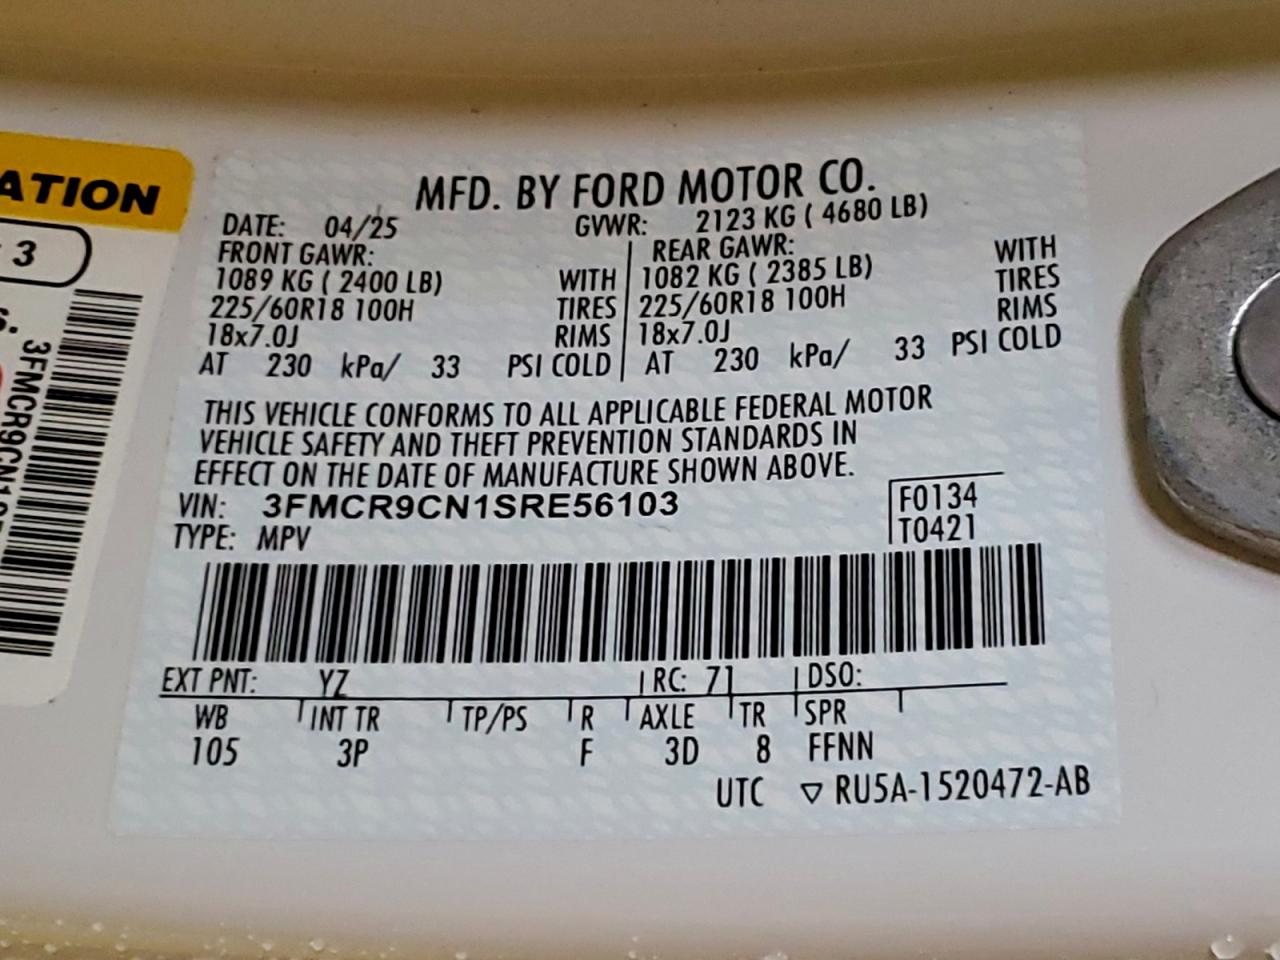 ATION
3
S.
3FMCR9CN1SR
MFD. BY FORD MOTOR CO.
DATE: 04/25 GVWR: 2123 KG ( 4680 LB)
FRONT GAWR: REAR GAWR:
1089 KG ( 2400 LB) WITH 1082 KG ( 2385 LB) WITH
225/60R18 100H TIRES 225/60R18 100H TIRES
18x7.0J RIMS 18x7.0J RIMS
AT 230 kPa/ 33 PSI COLD AT 230 kPa/ 33 PSI COLD
THIS VEHICLE CONFORMS TO ALL APPLICABLE FEDERAL MOTOR
VEHICLE SAFETY AND THEFT PREVENTION STANDARDS IN
EFFECT ON THE DATE OF MANUFACTURE SHOWN ABOVE.
VIN: 3FMCR9CN1SRE56103 F0134
TYPE: MPV T0421
EXT PNT: YZ RC: 71 DSO:
WB INT TR TP/PS R AXLE TR SPR
105 3P F 3D 8 FFNN
UTC ▽ RU5A-1520472-AB